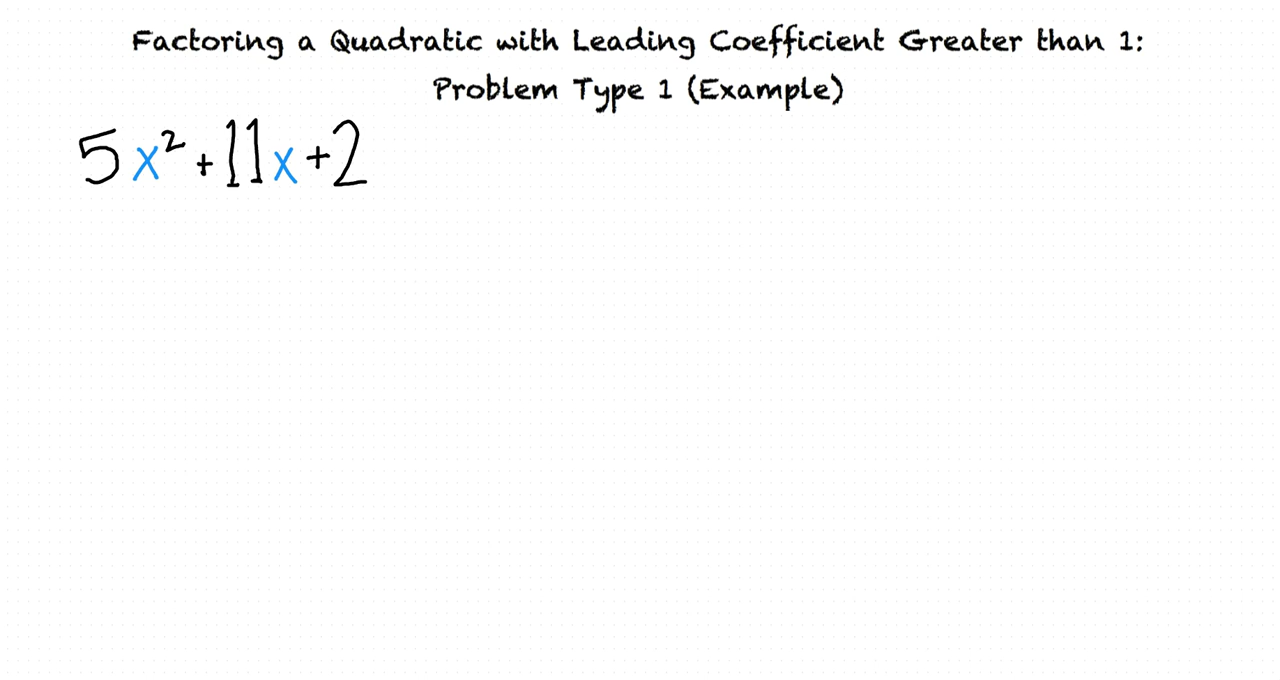 Factoring a Quadratic with Leading Coefficient Greater than 1:
Problem Type 1 (Example)
5x²+11x+2